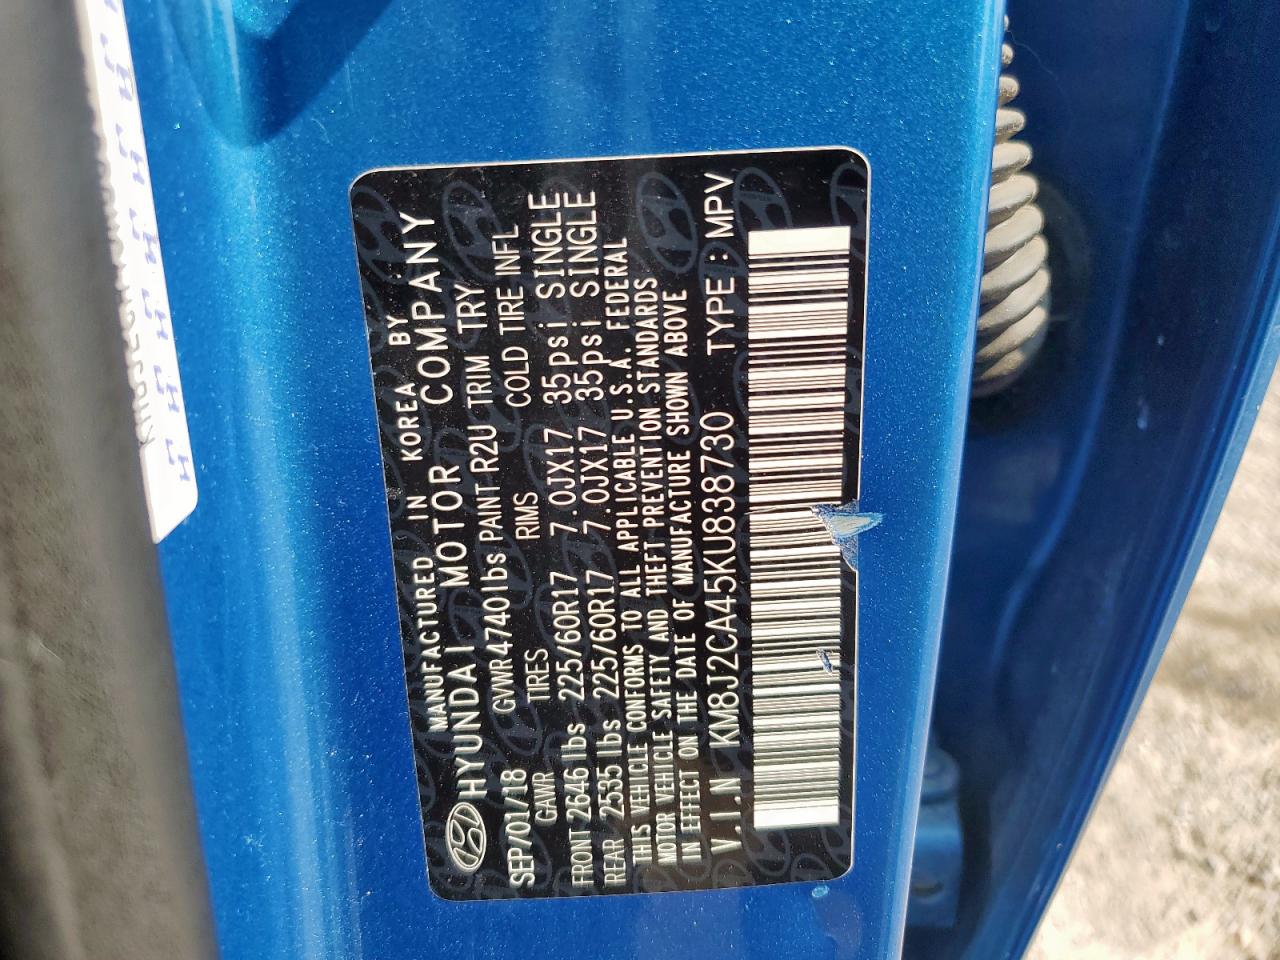 MANUFACTURED IN KOREA BY
HYUNDAI MOTOR COMPANY
SEP/01/18 GVWR 4740lbs PAINT R2U TRIM TRY
GAWR TIRES RIMS COLD TIRE INFL
FRONT 2646 lbs 225/60R17 7.0JX17 35psi SINGLE
REAR 2535 lbs 225/60R17 7.0JX17 35psi SINGLE
THIS VEHICLE CONFORMS TO ALL APPLICABLE U.S.A. FEDERAL
MOTOR VEHICLE SAFETY AND THEFT PREVENTION STANDARDS
IN EFFECT ON THE DATE OF MANUFACTURE SHOWN ABOVE
V.I.N KM8J2CA45KU838730 TYPE: MPV